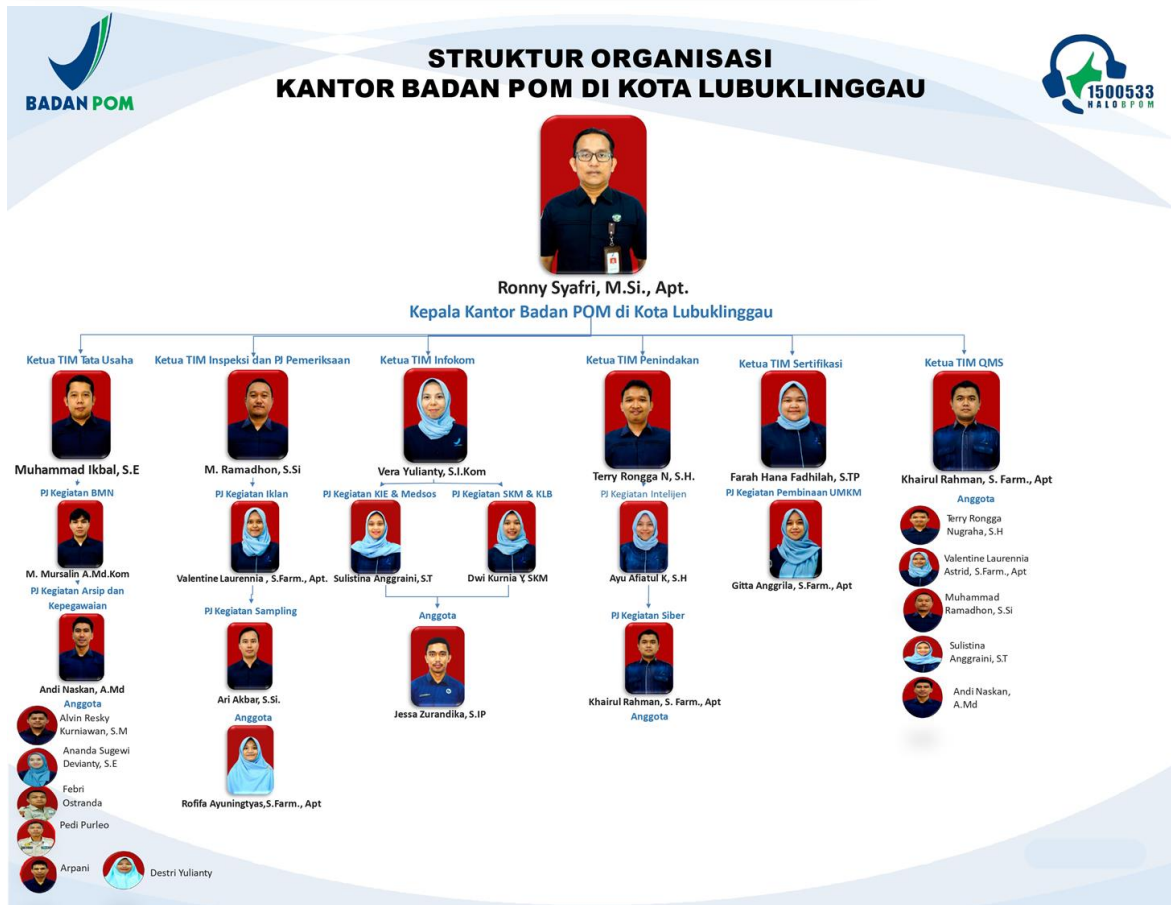 BADAN POM
STRUKTUR ORGANISASI
KANTOR BADAN POM DI KOTA LUBUKLINGGAU
1500533
HALOBPOM
Ronny Syafri, M.Si., Apt.
Kepala Kantor Badan POM di Kota Lubuklinggau
Ketua TIM Tata Usaha
Muhammad Ikbal, S.E
PJ Kegiatan BMN
M. Mursalin A.Md.Kom
PJ Kegiatan Arsip dan
Kepegawaian
Andi Naskan, A.Md
Anggota
Alvin Resky
Kurniawan, S.M
Ananda Sugewi
Devianty, S.E
Febri
Ostranda
Pedi Purleo
Arpani
Destri Yulianty
Ketua TIM Inspeksi dan PJ Pemeriksaan
M. Ramadhon, S.Si
PJ Kegiatan Iklan
Valentine Laurennia , S.Farm., Apt.
PJ Kegiatan Sampling
Ari Akbar, S.Si.
Anggota
Rofifa Ayuningtyas,S.Farm., Apt
Ketua TIM Infokom
Vera Yulianty, S.I.Kom
PJ Kegiatan KIE & Medsos
Sulistina Anggraini, S.T
PJ Kegiatan SKM & KLB
Dwi Kurnia Y, SKM
Anggota
Jessa Zurandika, S.IP
Ketua TIM Penindakan
Terry Rongga N, S.H.
PJ Kegiatan Intelijen
Ayu Afiatul K, S.H
PJ Kegiatan Siber
Khairul Rahman, S. Farm., Apt
Anggota
Ketua TIM Sertifikasi
Farah Hana Fadhilah, S.TP
PJ Kegiatan Pembinaan UMKM
Gitta Anggrila, S.Farm., Apt
Ketua TIM QMS
Khairul Rahman, S. Farm., Apt
Anggota
Terry Rongga
Nugraha, S.H
Valentine Laurennia
Astrid, S.Farm., Apt
Muhammad
Ramadhon, S.Si
Sulistina
Anggraini, S.T
Andi Naskan,
A.Md